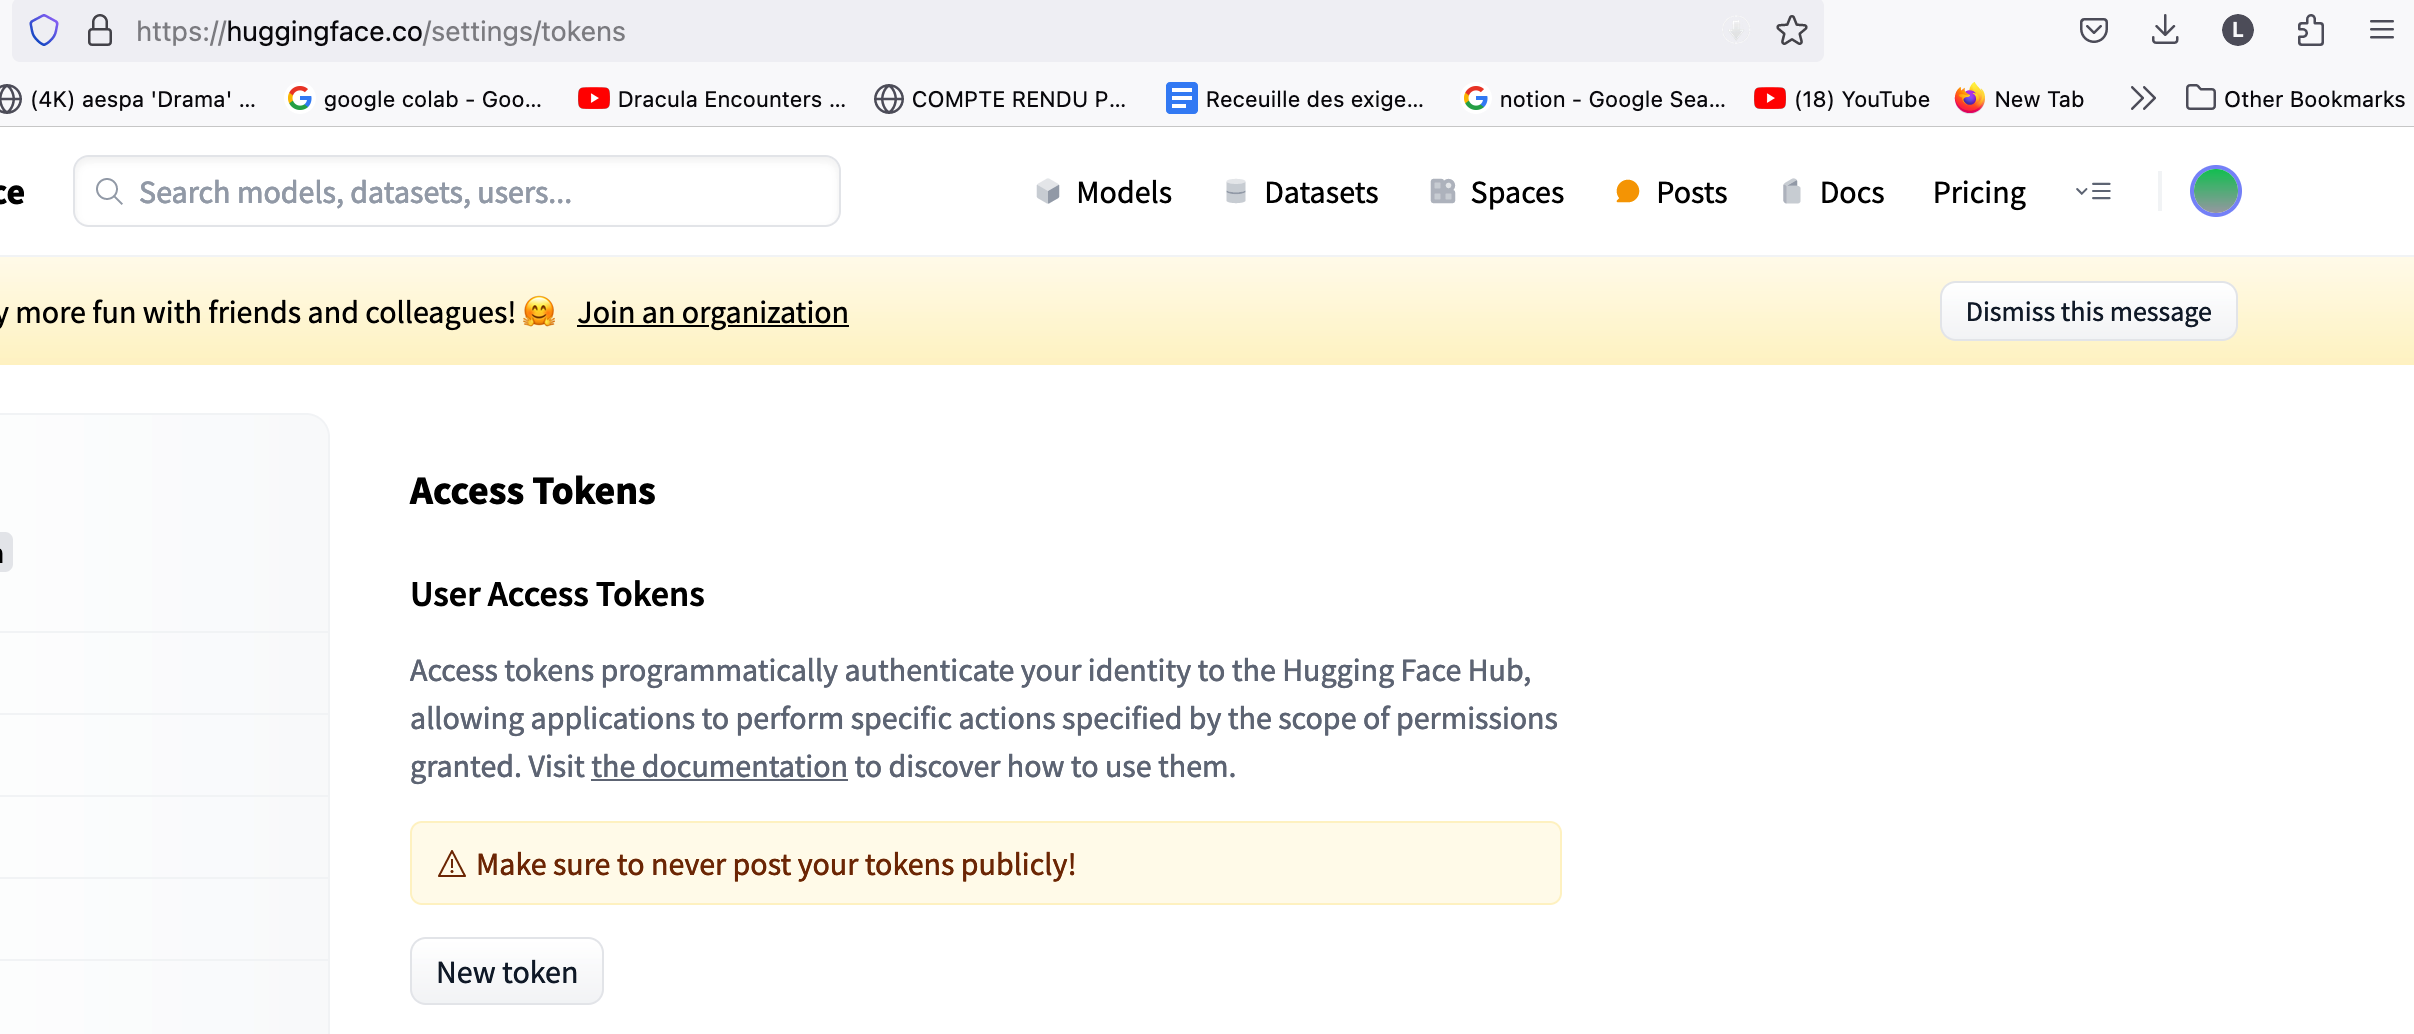 https://huggingface.co/settings/tokens
L
(4K) aespa 'Drama' ...
google colab - Goo...
Dracula Encounters ...
COMPTE RENDU P...
Receuille des exige...
notion - Google Sea...
(18) YouTube
New Tab
Other Bookmarks
ce
Search models, datasets, users...
Models
Datasets
Spaces
Posts
Docs
Pricing
y more fun with friends and colleagues! 🤗 Join an organization
Dismiss this message
Access Tokens
User Access Tokens
Access tokens programmatically authenticate your identity to the Hugging Face Hub,
allowing applications to perform specific actions specified by the scope of permissions
granted. Visit the documentation to discover how to use them.
⚠ Make sure to never post your tokens publicly!
New token